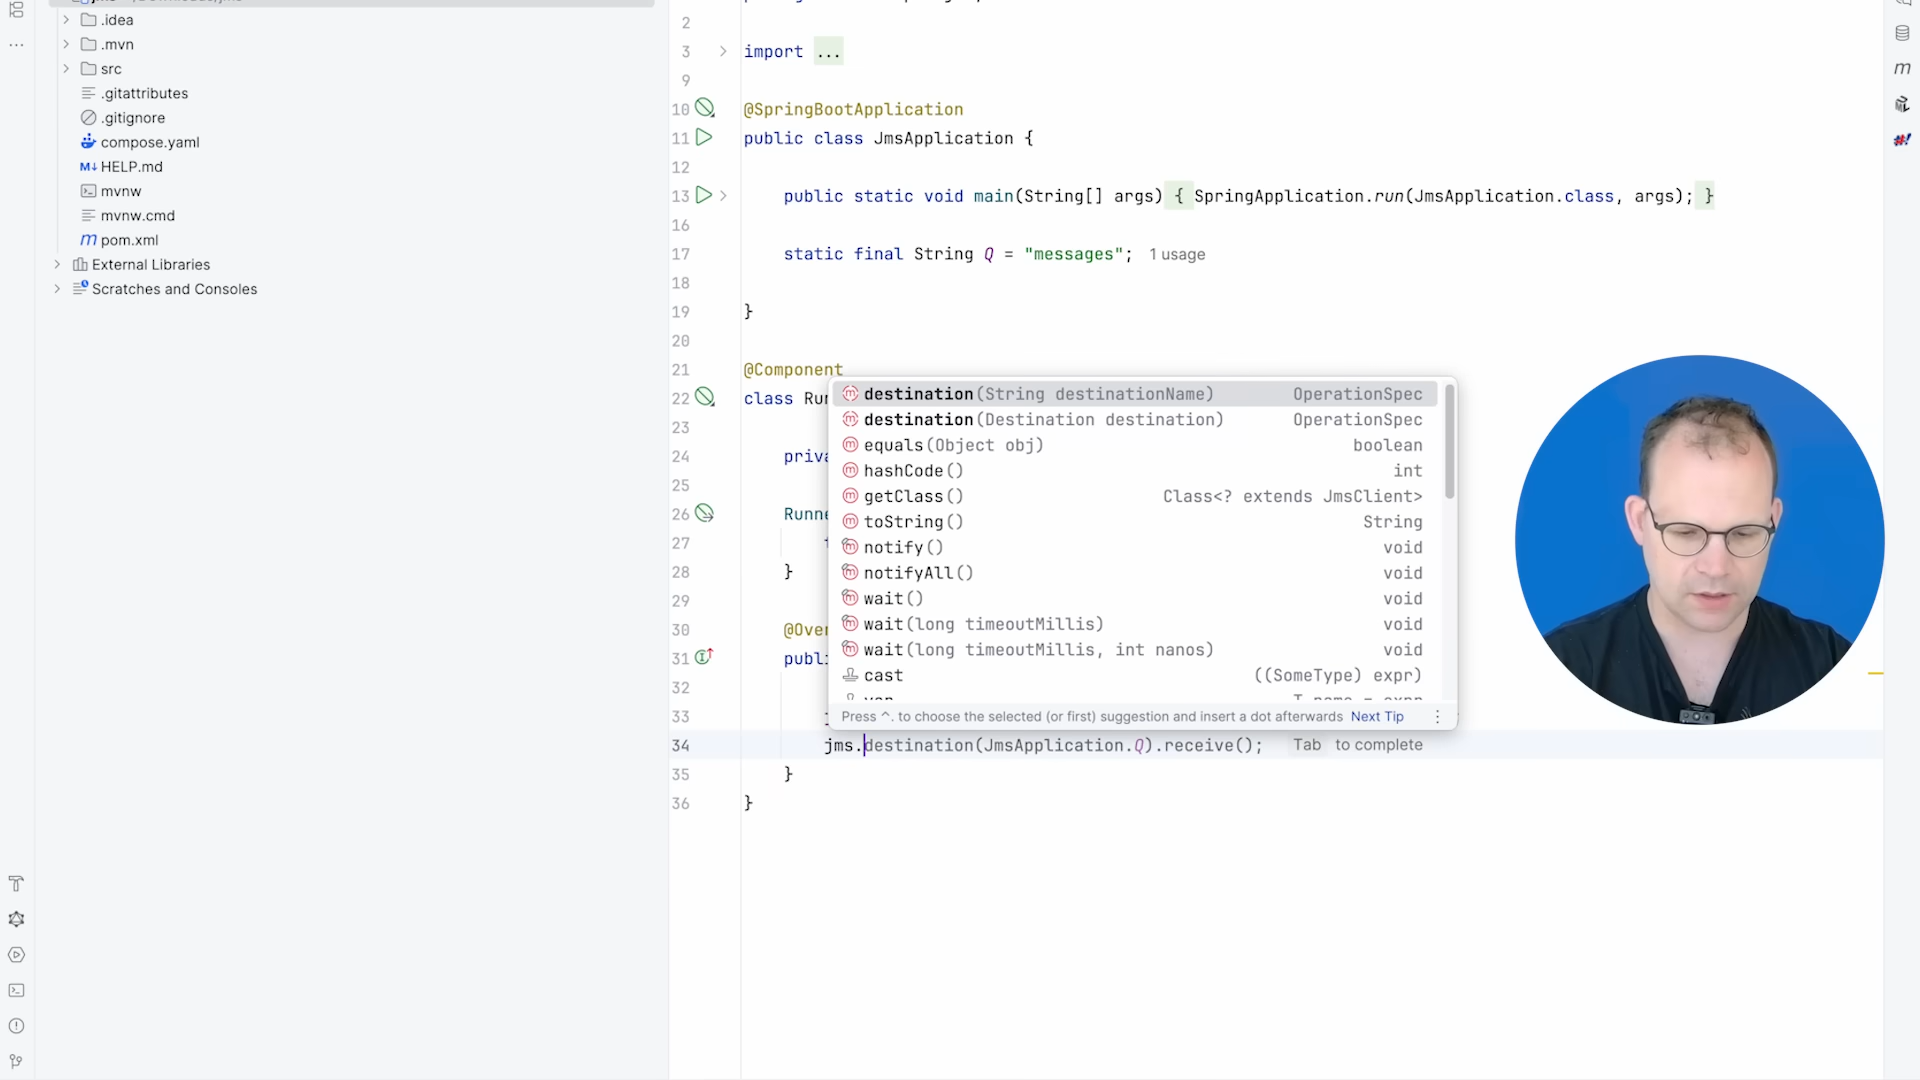 .idea
.mvn
src
.gitattributes
.gitignore
compose.yaml
M↓ HELP.md
mvnw
mvnw.cmd
m pom.xml
External Libraries
Scratches and Consoles
2
3 import ...
9
10 @SpringBootApplication
11 public class JmsApplication {
12
13 public static void main(String[] args) { SpringApplication.run(JmsApplication.class, args); }
16
17 static final String Q = "messages"; 1 usage
18
19 }
20
21 @Component
22 class Run
23
24 priva
25
26 Runne
27
28 }
29
30 @Over
31 publi
32
33
34 jms.destination(JmsApplication.Q).receive(); Tab to complete
35 }
36 }
destination(String destinationName) OperationSpec
destination(Destination destination) OperationSpec
equals(Object obj) boolean
hashCode() int
getClass() Class<? extends JmsClient>
toString() String
notify() void
notifyAll() void
wait() void
wait(long timeoutMillis) void
wait(long timeoutMillis, int nanos) void
cast ((SomeType) expr)
Press ^. to choose the selected (or first) suggestion and insert a dot afterwards Next Tip
m